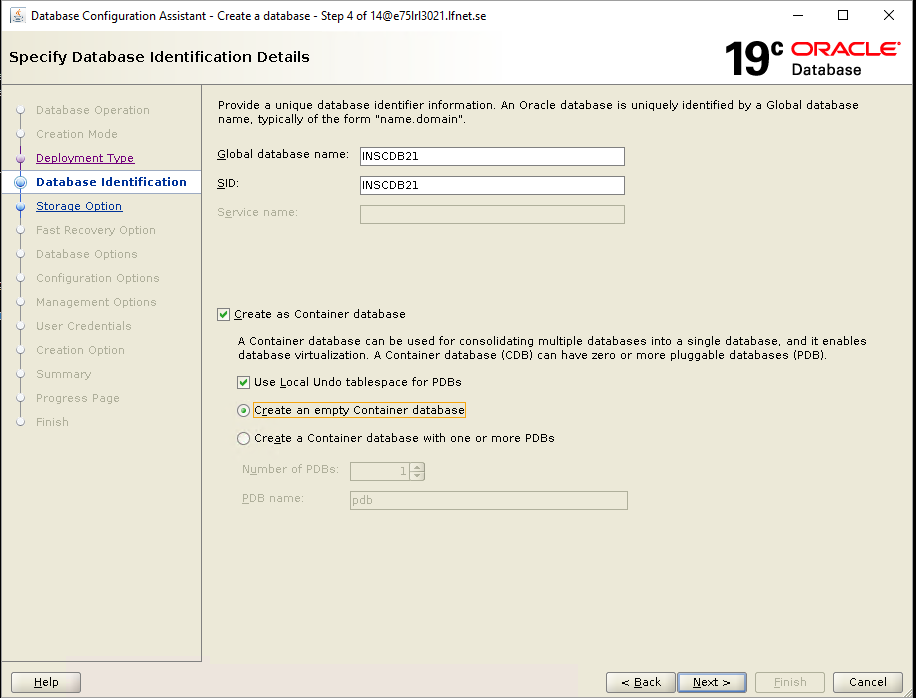 Database Configuration Assistant - Create a database - Step 4 of 14@e75lrl3021.lfnet.se
Specify Database Identification Details
19c ORACLE
Database
Database Operation
Creation Mode
Deployment Type
Database Identification
Storage Option
Fast Recovery Option
Database Options
Configuration Options
Management Options
User Credentials
Creation Option
Summary
Progress Page
Finish
Provide a unique database identifier information. An Oracle database is uniquely identified by a Global database
name, typically of the form "name.domain".
Global database name: INSCDB21
SID: INSCDB21
Service name:
Create as Container database
A Container database can be used for consolidating multiple databases into a single database, and it enables
database virtualization. A Container database (CDB) can have zero or more pluggable databases (PDB).
Use Local Undo tablespace for PDBs
Create an empty Container database
Create a Container database with one or more PDBs
Number of PDBs: 1
PDB name: pdb
Help
< Back
Next >
Finish
Cancel